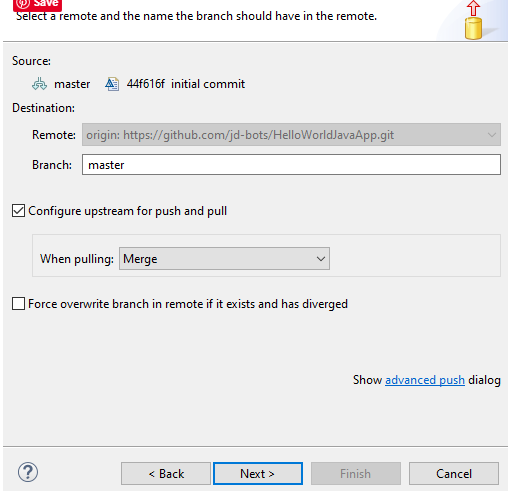 Save
Select a remote and the name the branch should have in the remote.
Source:
master 44f616f initial commit
Destination:
Remote: origin: https://github.com/jd-bots/HelloWorldJavaApp.git
Branch: master
Configure upstream for push and pull
When pulling: Merge
Force overwrite branch in remote if it exists and has diverged
Show advanced push dialog
? < Back Next > Finish Cancel